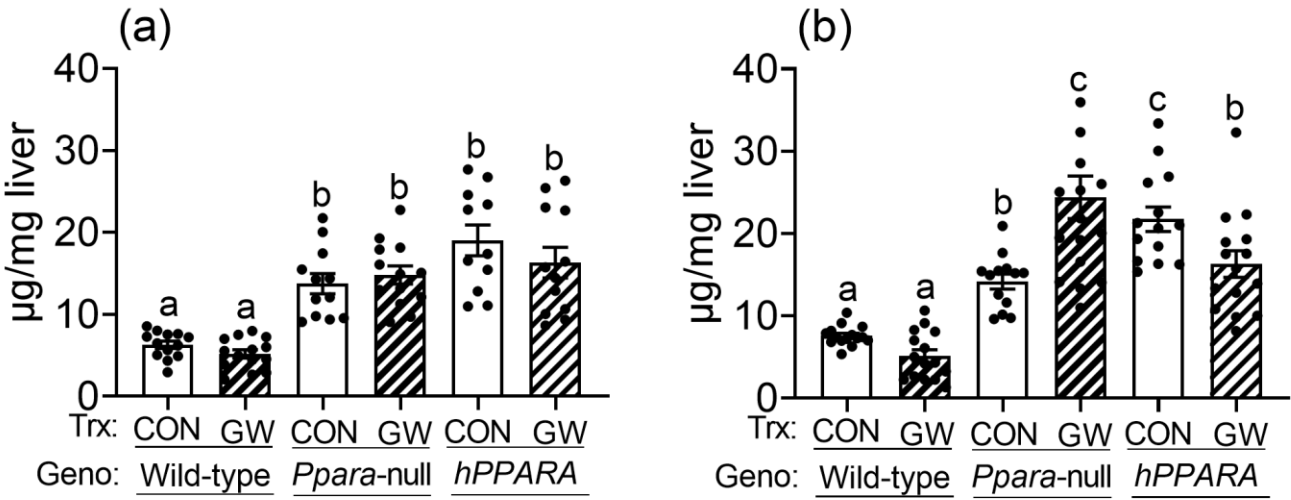 (a)
µg/mg liver
40
30
20
10
0
a a b b b b
Trx: CON GW CON GW CON GW
Geno: Wild-type Ppara-null hPPARA
(b)
µg/mg liver
40
30
20
10
0
a a b c c b
Trx: CON GW CON GW CON GW
Geno: Wild-type Ppara-null hPPARA